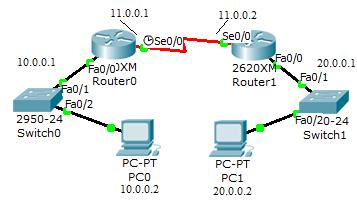 11.0.0.1
11.0.0.2
Se0/0
Se0/0
0XM
Router0
Fa0/0
2620XM
Router1
Fa0/0
10.0.0.1
20.0.0.1
Fa0/1
Fa0/1
Fa0/2
2950-24
Switch0
Fa0/20-24
Switch1
PC-PT
PC0
10.0.0.2
PC-PT
PC1
20.0.0.2